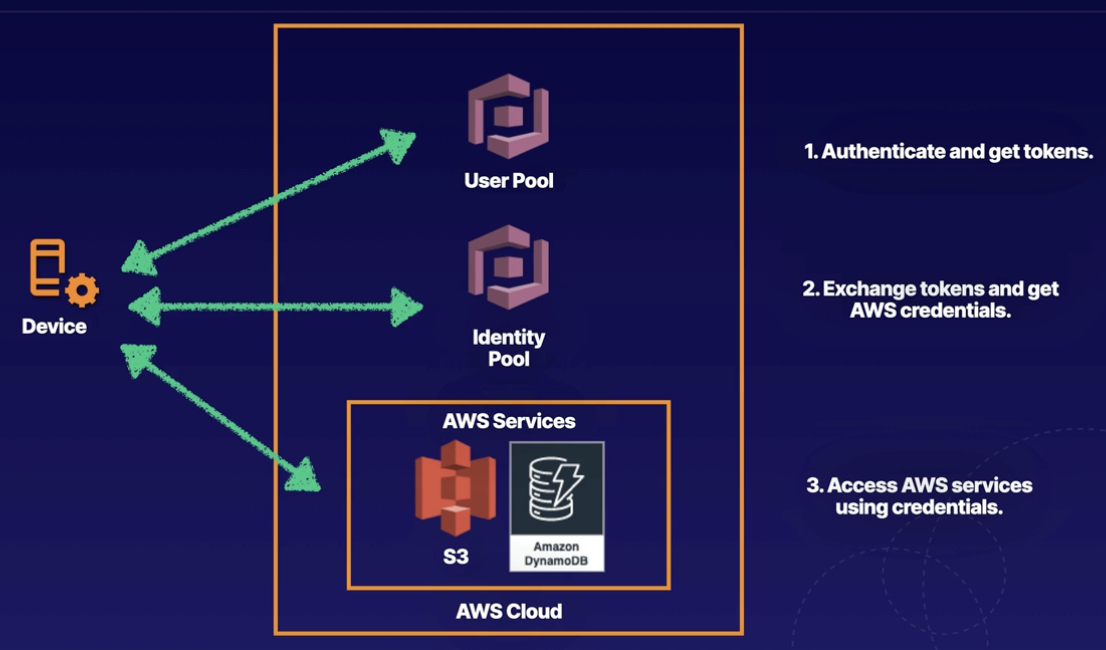 User Pool
1. Authenticate and get tokens.
Device
Identity
Pool
2. Exchange tokens and get
AWS credentials.
AWS Services
S3
Amazon
DynamoDB
3. Access AWS services
using credentials.
AWS Cloud